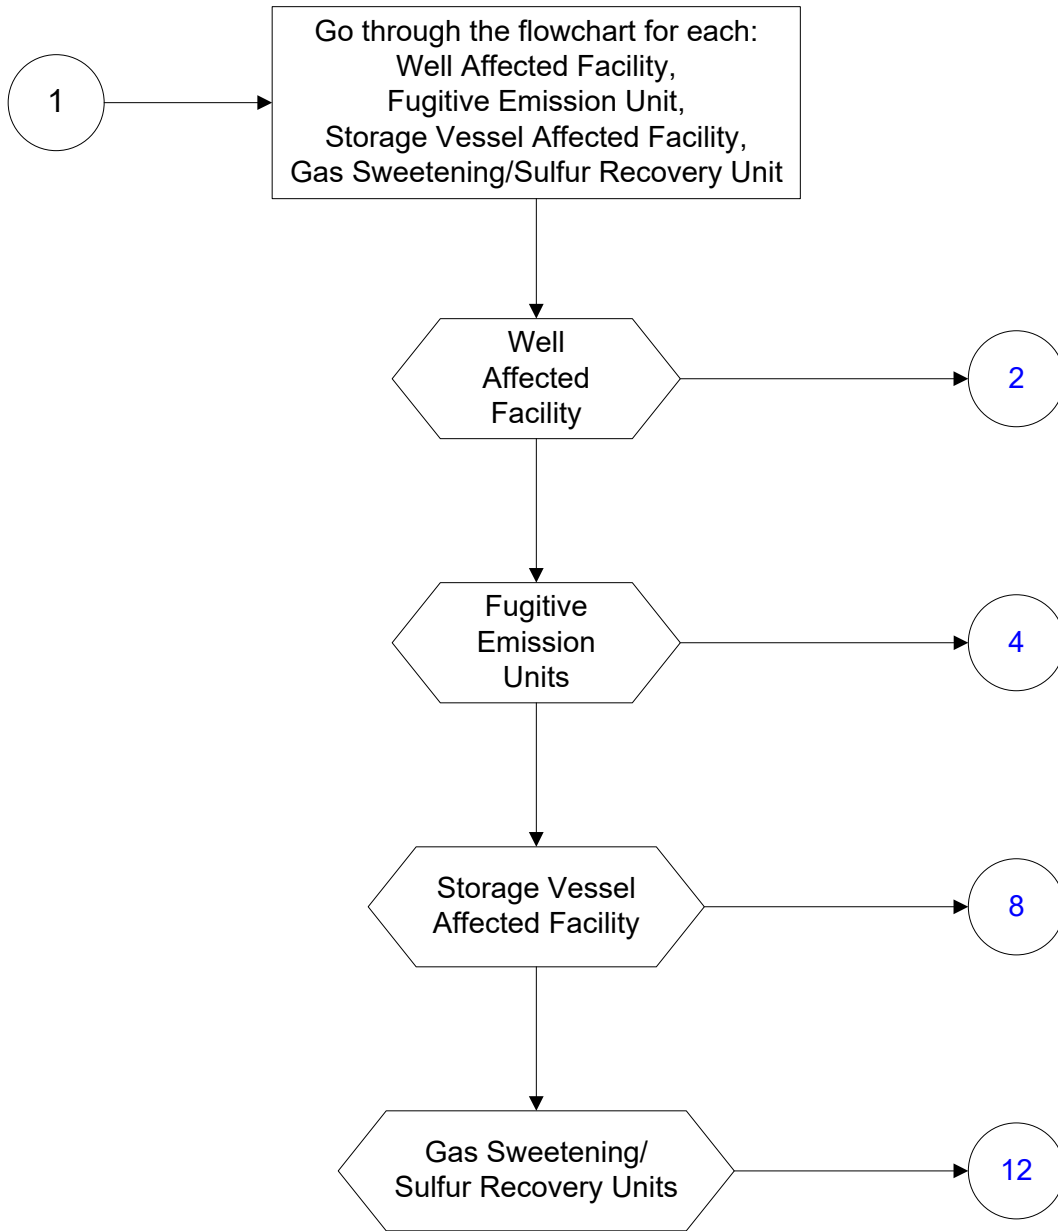 1
Go through the flowchart for each:
Well Affected Facility,
Fugitive Emission Unit,
Storage Vessel Affected Facility,
Gas Sweetening/Sulfur Recovery Unit
Well
Affected
Facility
2
Fugitive
Emission
Units
4
Storage Vessel
Affected Facility
8
Gas Sweetening/
Sulfur Recovery Units
12